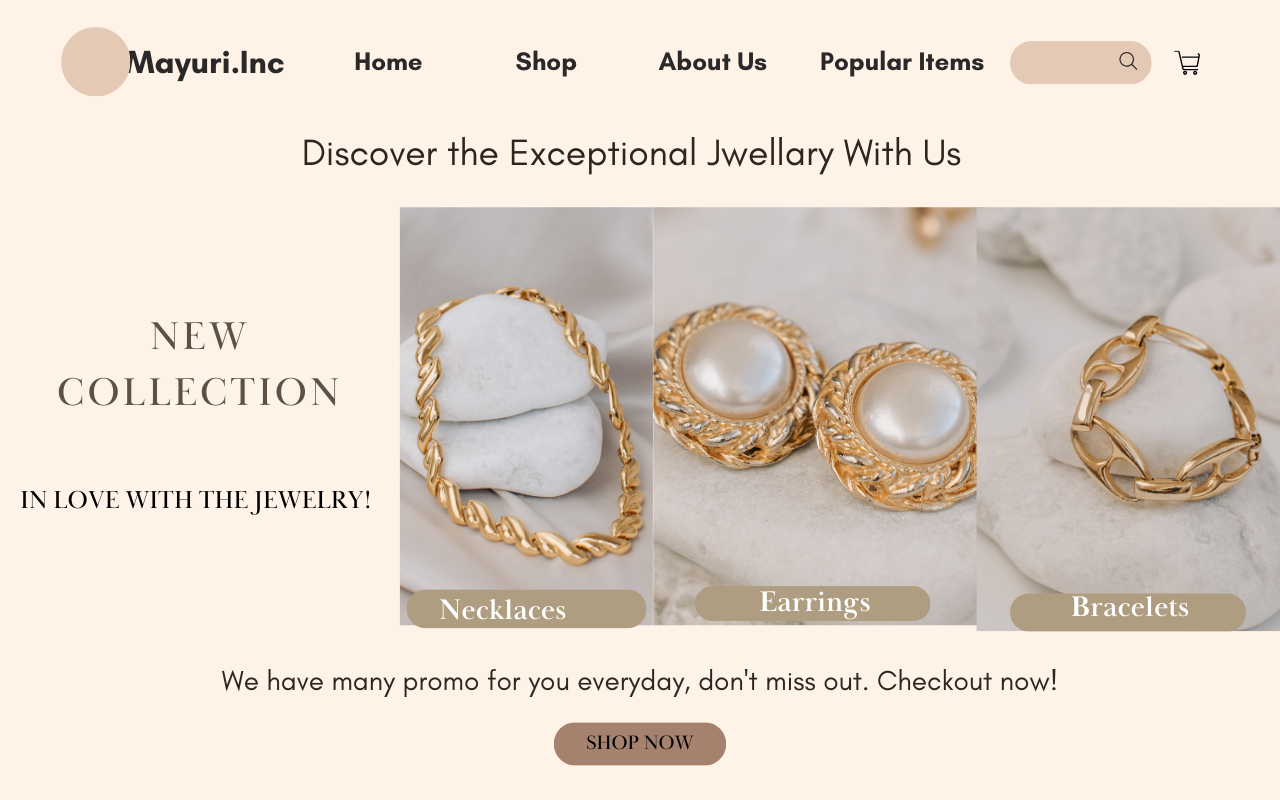 Mayuri.Inc
Home
Shop
About Us
Popular Items
Discover the Exceptional Jwellary With Us
NEW
COLLECTION
IN LOVE WITH THE JEWELRY!
Necklaces
Earrings
Bracelets
We have many promo for you everyday, don't miss out. Checkout now!
SHOP NOW